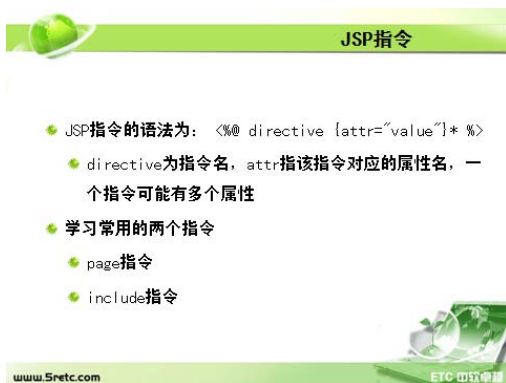 JSP指令
JSP指令的语法为： <%@ directive {attr="value"}* %>
directive为指令名，attr指该指令对应的属性名，一
个指令可能有多个属性
学习常用的两个指令
page指令
include指令
www.5retc.com
ETC 中软卓越